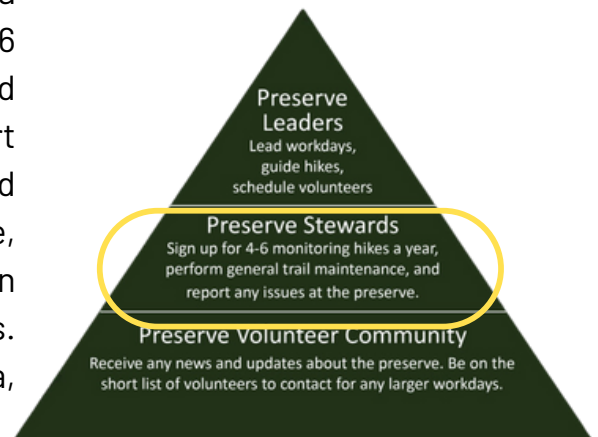 6
d
rt
d
e,
n
s.
a,
Preserve
Leaders
Lead workdays,
guide hikes,
schedule volunteers
Preserve Stewards
Sign up for 4-6 monitoring hikes a year,
perform general trail maintenance, and
report any issues at the preserve.
Preserve Volunteer Community
Receive any news and updates about the preserve. Be on the
short list of volunteers to contact for any larger workdays.